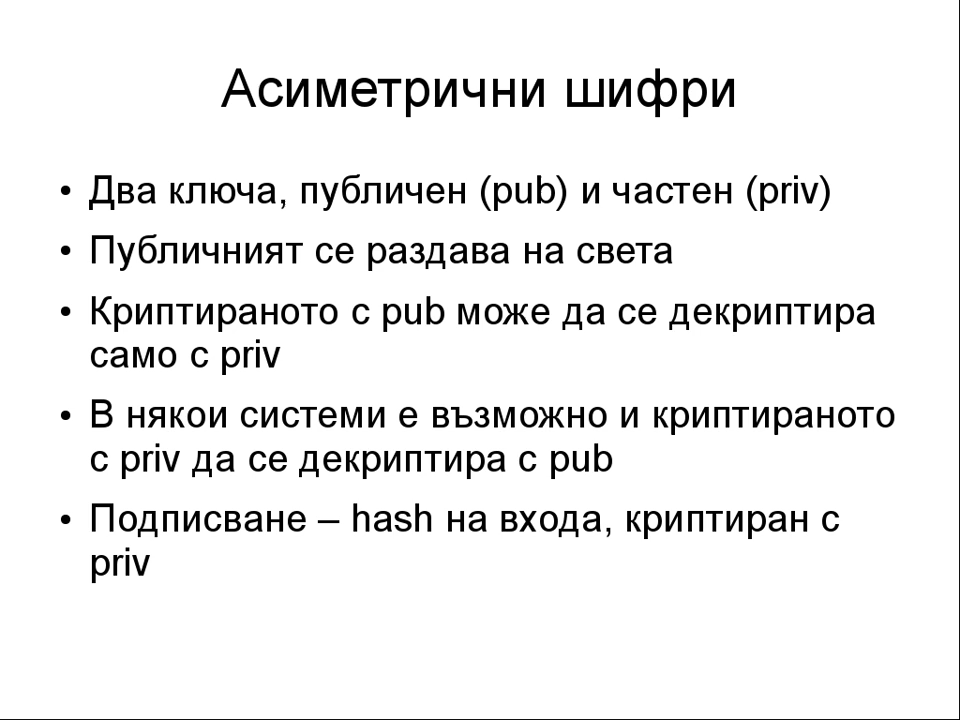 Асиметрични шифри
• Два ключа, публичен (pub) и частен (priv)
• Публичният се раздава на света
• Криптираното с pub може да се декриптира
само с priv
• В някои системи е възможно и криптираното
с priv да се декриптира с pub
• Подписване – hash на входа, криптиран с
priv